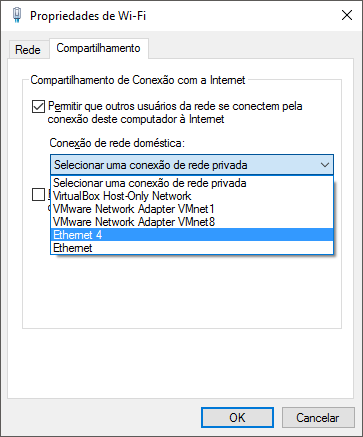 Propriedades de Wi-Fi
Rede
Compartilhamento
Compartilhamento de Conexão com a Internet
Permitir que outros usuários da rede se conectem pela
conexão deste computador à Internet
Conexão de rede doméstica:
Selecionar uma conexão de rede privada
Selecionar uma conexão de rede privada
VirtualBox Host-Only Network
VMware Network Adapter VMnet1
VMware Network Adapter VMnet8
Ethernet 4
Ethernet
OK
Cancelar